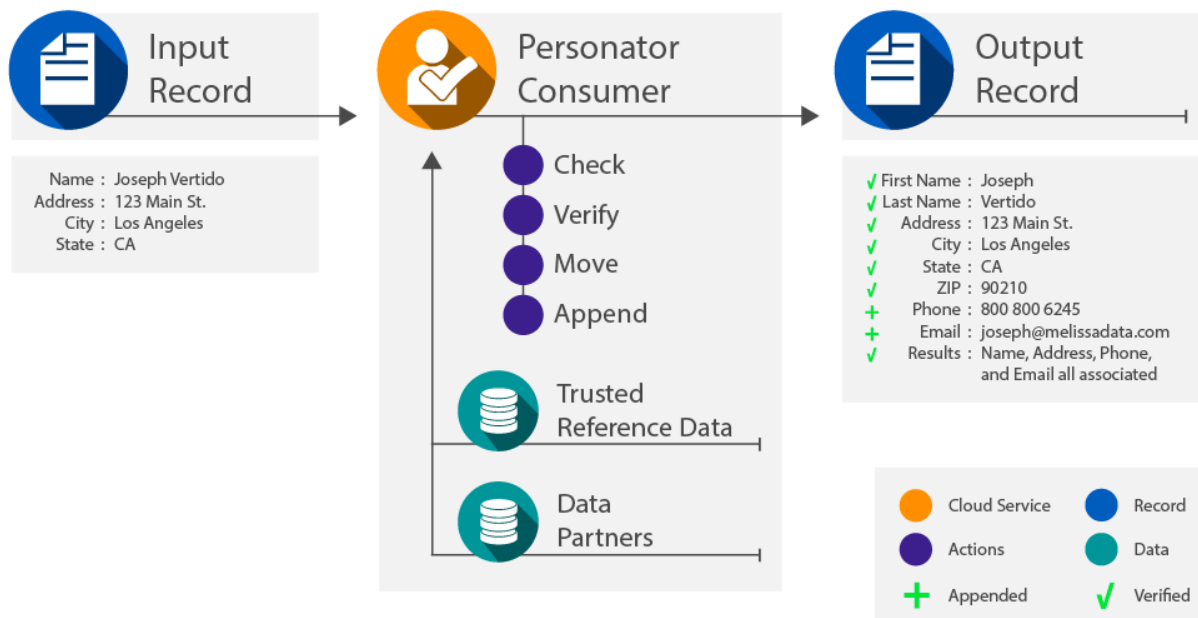 Input
Record
Name : Joseph Vertido
Address : 123 Main St.
City : Los Angeles
State : CA
Personator
Consumer
Check
Verify
Move
Append
Trusted
Reference Data
Data
Partners
Output
Record
√ First Name : Joseph
√ Last Name : Vertido
√ Address : 123 Main St.
√ City : Los Angeles
√ State : CA
√ ZIP : 90210
+ Phone : 800 800 6245
+ Email : joseph@melissadata.com
√ Results : Name, Address, Phone,
and Email all associated
Cloud Service
Record
Actions
Data
+ Appended
√ Verified